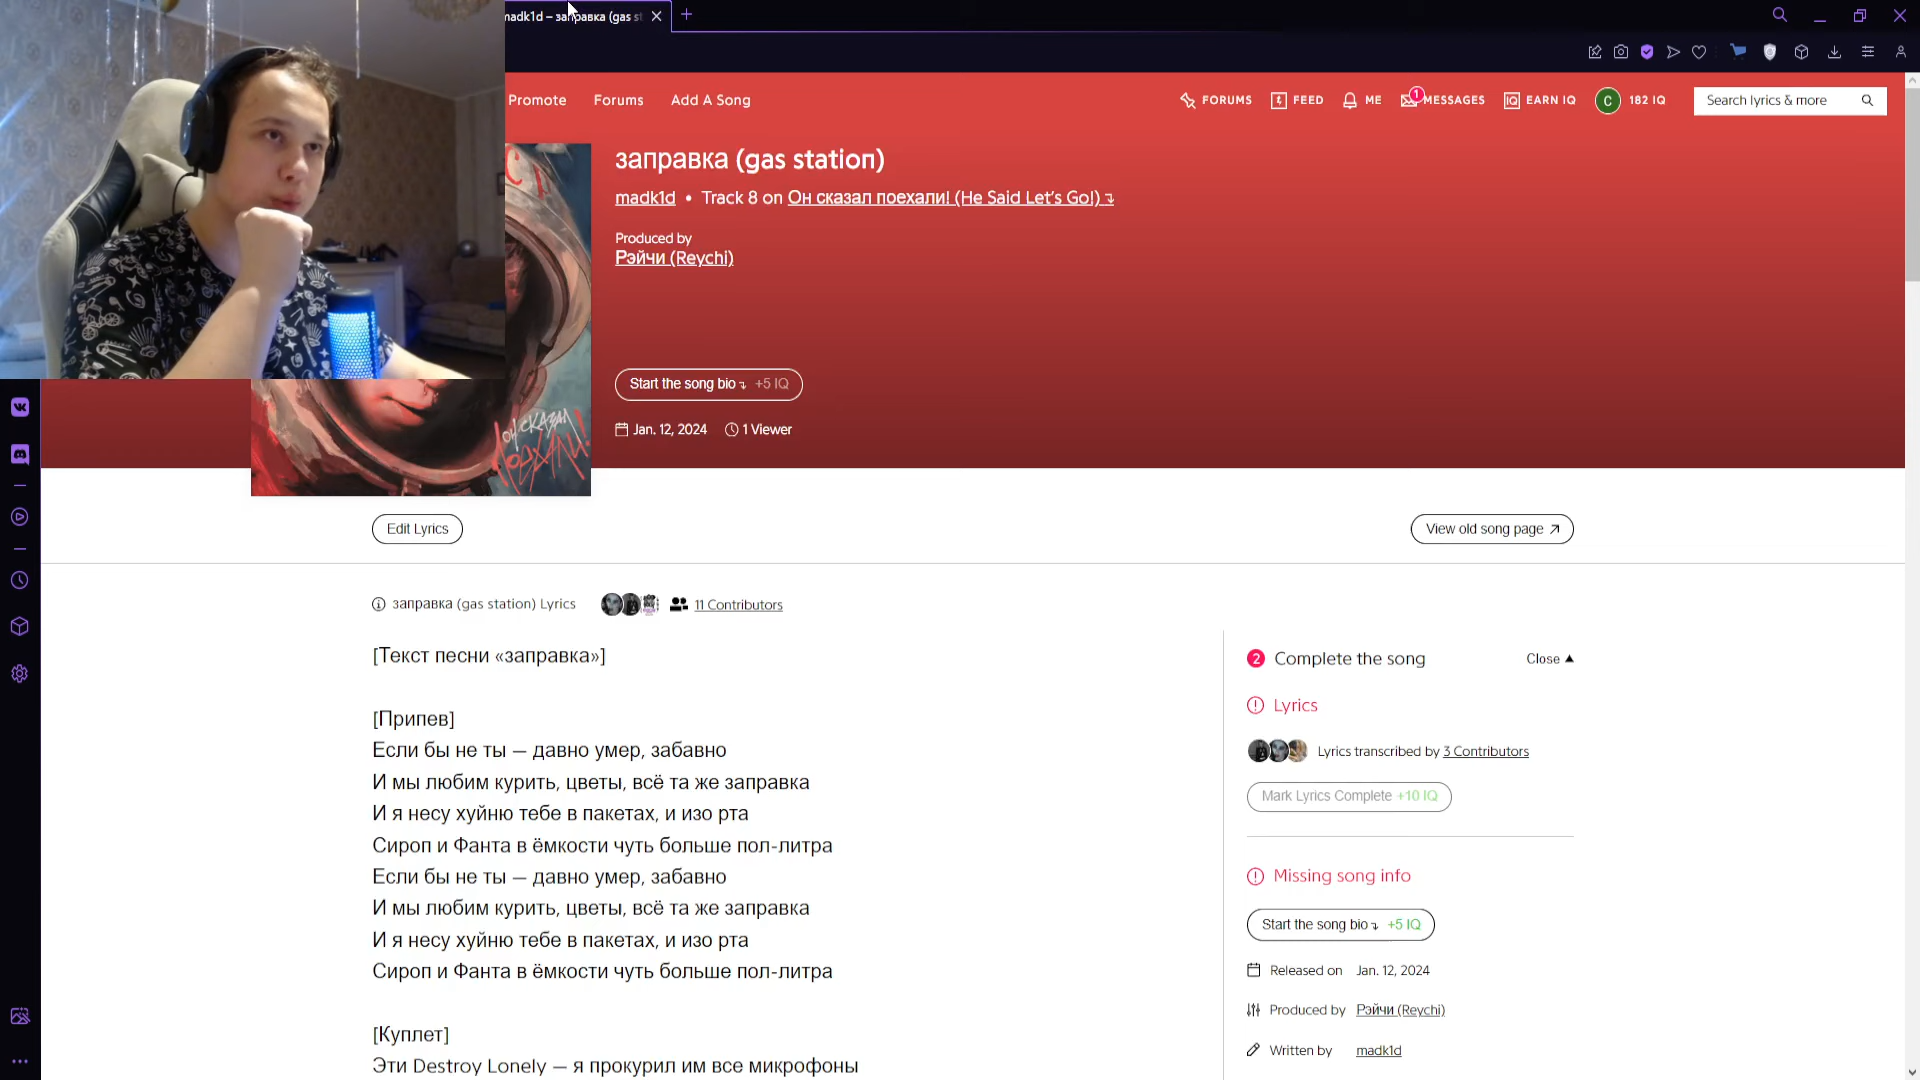 madk1d – заправка (gas st
Promote
Forums
Add A Song
FORUMS
FEED
ME
1
MESSAGES
IQ
EARN IQ
C
182 IQ
Search lyrics & more
заправка (gas station)
madk1d • Track 8 on Он сказал поехали! (He Said Let's Go!)
Produced by
Рэйчи (Reychi)
Start the song bio +5 IQ
Jan. 12, 2024
1 Viewer
ОН СКАЗАЛ
ПОЕХАЛИ!
Edit Lyrics
View old song page
заправка (gas station) Lyrics
11 Contributors
[Текст песни «заправка»]
[Припев]
Если бы не ты — давно умер, забавно
И мы любим курить, цветы, всё та же заправка
И я несу хуйню тебе в пакетах, и изо рта
Сироп и Фанта в ёмкости чуть больше пол-литра
Если бы не ты — давно умер, забавно
И мы любим курить, цветы, всё та же заправка
И я несу хуйню тебе в пакетах, и изо рта
Сироп и Фанта в ёмкости чуть больше пол-литра
[Куплет]
Эти Destroy Lonely — я прокурил им все микрофоны
2 Complete the song
Close
Lyrics
Lyrics transcribed by 3 Contributors
Mark Lyrics Complete +10 IQ
Missing song info
Start the song bio +5 IQ
Released on Jan. 12, 2024
Produced by Рэйчи (Reychi)
Written by madk1d